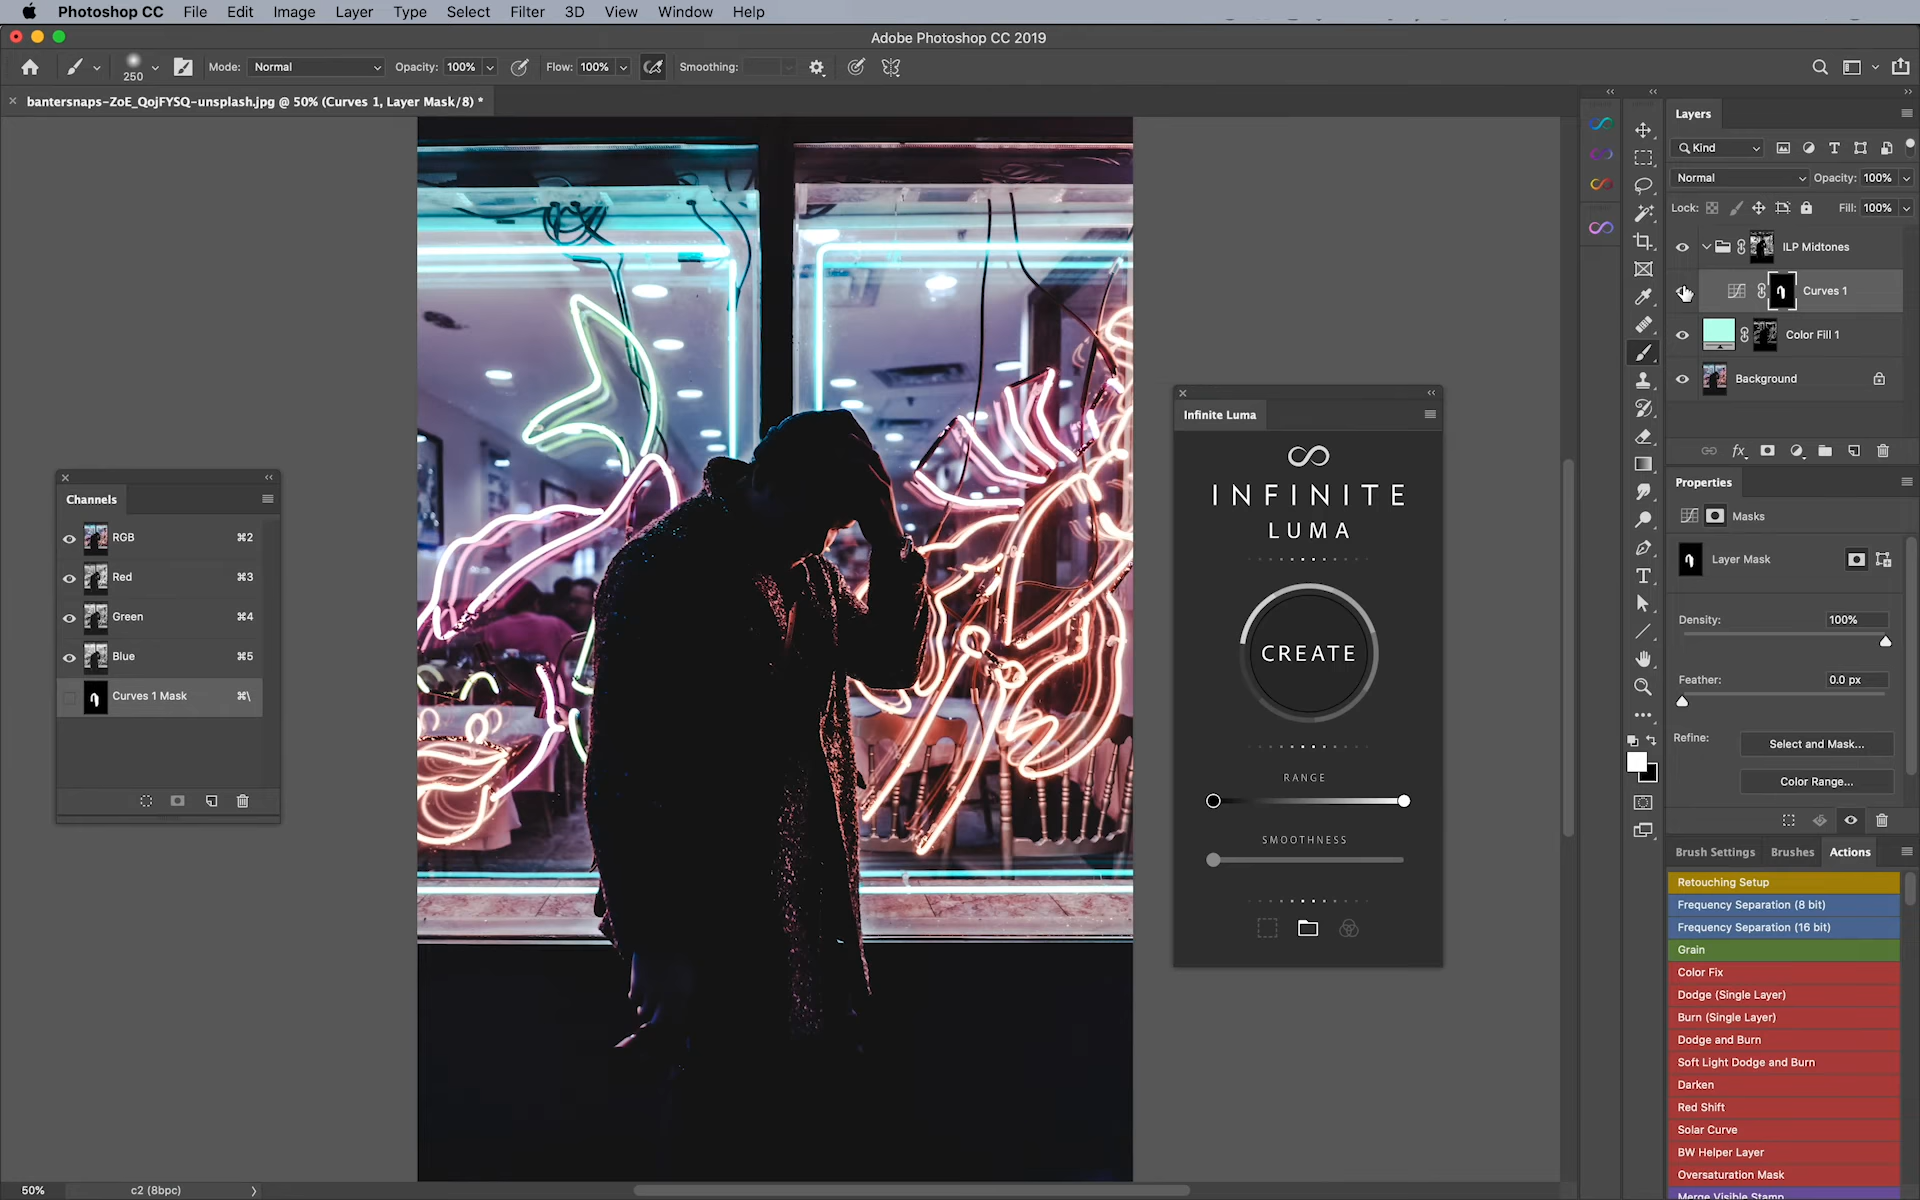 Photoshop CC File Edit Image Layer Type Select Filter 3D View Window Help
Adobe Photoshop CC 2019
250 Mode: Normal Opacity: 100% Flow: 100% Smoothing:
bantersnaps-ZoE_QojFYSQ-unsplash.jpg @ 50% (Curves 1, Layer Mask/8) *
Channels
RGB ⌘2
Red ⌘3
Green ⌘4
Blue ⌘5
Curves 1 Mask ⌘\
Infinite Luma
INFINITE
LUMA
CREATE
RANGE
SMOOTHNESS
Layers
Kind
Normal Opacity: 100%
Lock: Fill: 100%
ILP Midtones
Curves 1
Color Fill 1
Background
fx
Properties
Masks
Layer Mask
Density: 100%
Feather: 0.0 px
Refine: Select and Mask...
Color Range...
Brush Settings Brushes Actions
Retouching Setup
Frequency Separation (8 bit)
Frequency Separation (16 bit)
Grain
Color Fix
Dodge (Single Layer)
Burn (Single Layer)
Dodge and Burn
Soft Light Dodge and Burn
Darken
Red Shift
Solar Curve
BW Helper Layer
Oversaturation Mask
Merge Visible Stamp
50% c2 (8bpc)